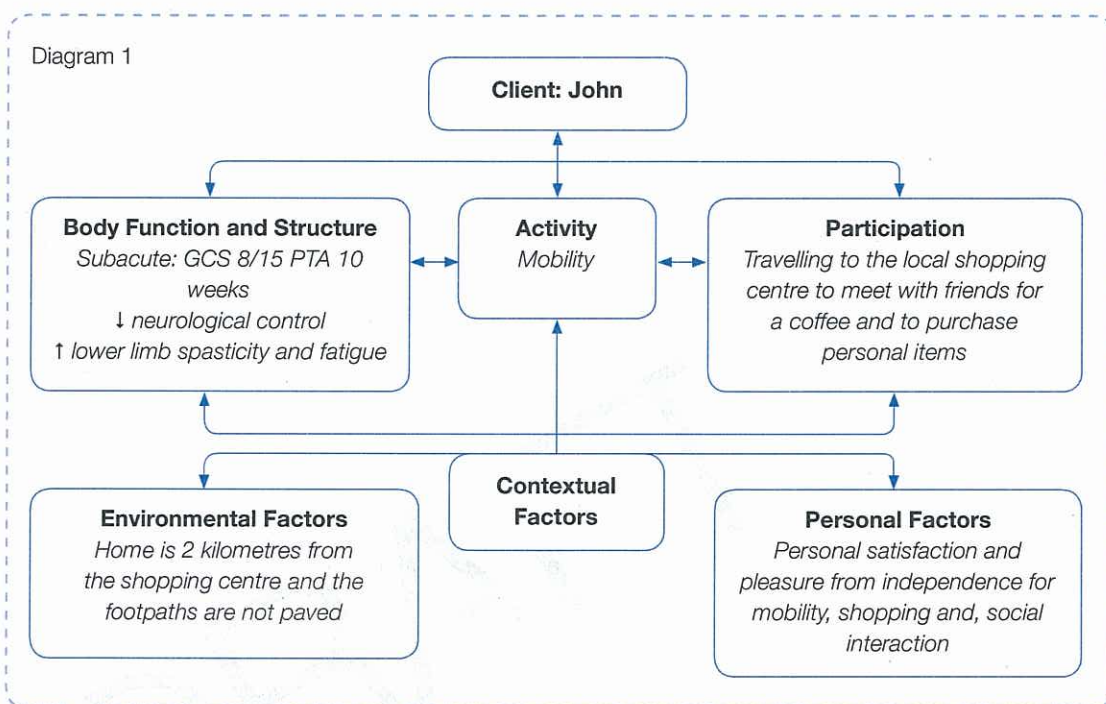 Diagram 1
Client: John
Body Function and Structure
Subacute: GCS 8/15 PTA 10
weeks
↓ neurological control
↑ lower limb spasticity and fatigue
Activity
Mobility
Participation
Travelling to the local shopping
centre to meet with friends for
a coffee and to purchase
personal items
Contextual
Factors
Environmental Factors
Home is 2 kilometres from
the shopping centre and the
footpaths are not paved
Personal Factors
Personal satisfaction and
pleasure from independence for
mobility, shopping and, social
interaction